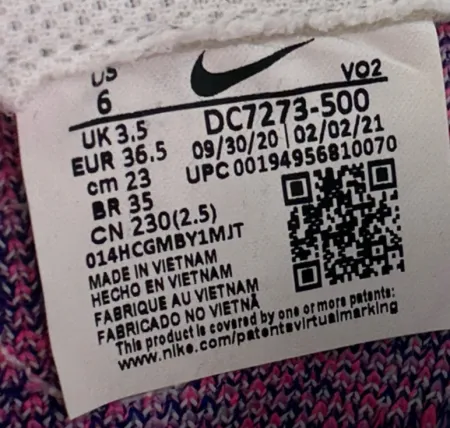 US
6
VO2
UK 3.5
DC7273-500
EUR 36.5
09/30/20 | 02/02/21
cm 23
UPC 00194956810070
BR 35
CN 230(2.5)
014HCGMBY1MJT
MADE IN VIETNAM
HECHO EN VIETNAM
FABRIQUE AU VIETNAM
FABRICADO NO VIETNÃ
This product is covered by one or more patents:
www.nike.com/patentsvirtualmarking